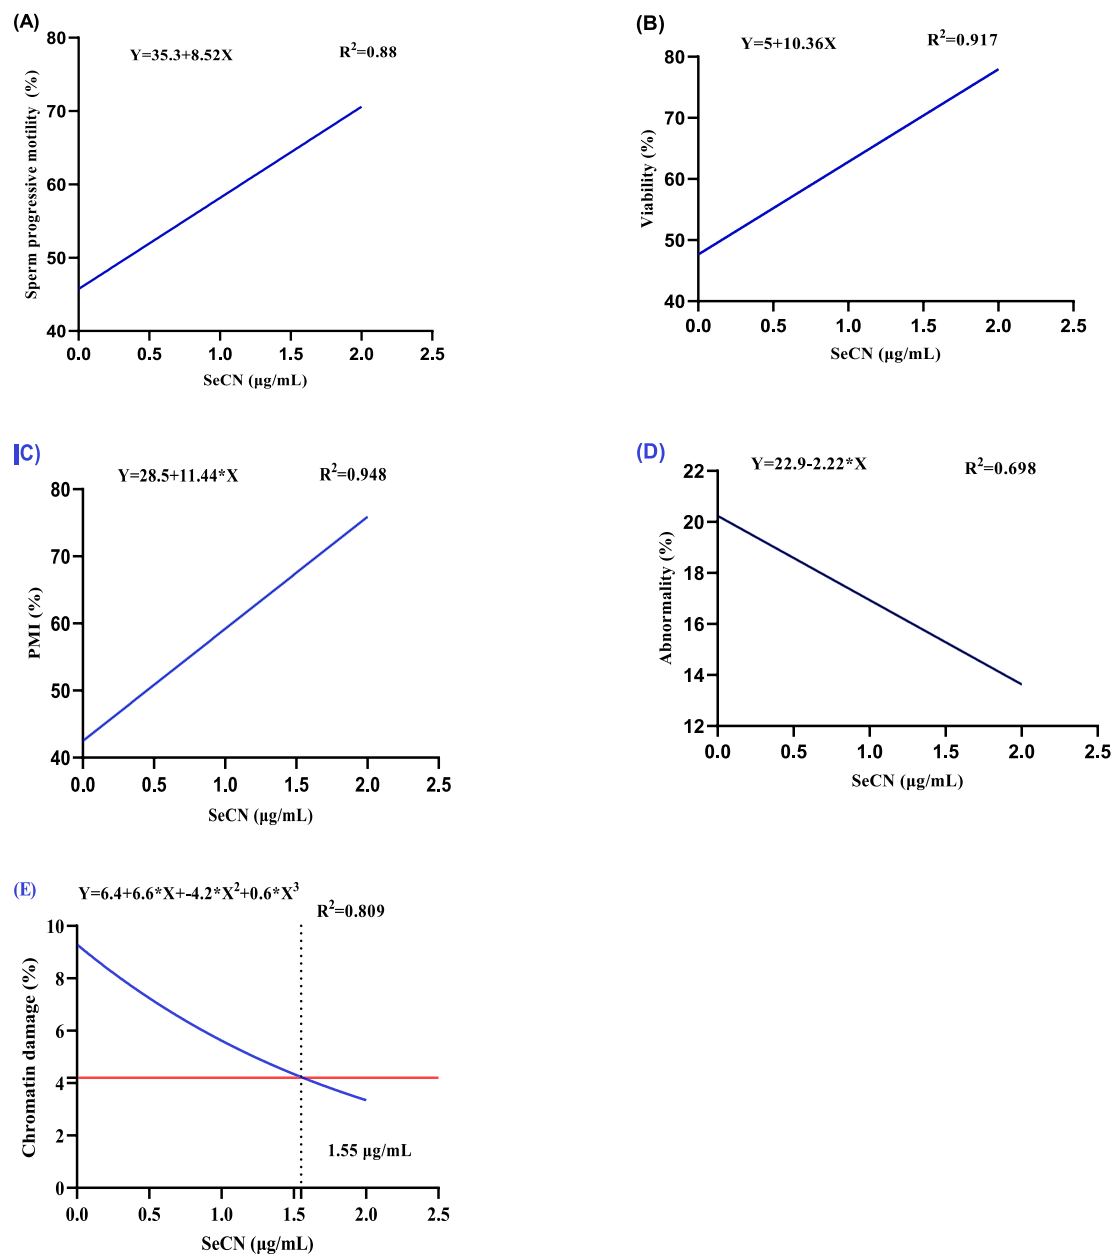 (A)
Y=35.3+8.52X
R²=0.88
Sperm progressive motility (%)
80
70
60
50
40
0.0 0.5 1.0 1.5 2.0 2.5
SeCN (µg/mL)
(B)
Y=5+10.36X
R²=0.917
Viability (%)
80
70
60
50
40
0.0 0.5 1.0 1.5 2.0 2.5
SeCN (µg/mL)
(C)
Y=28.5+11.44*X
R²=0.948
PMI (%)
80
70
60
50
40
0.0 0.5 1.0 1.5 2.0 2.5
SeCN (µg/mL)
(D)
Y=22.9-2.22*X
R²=0.698
Abnormality (%)
22
20
18
16
14
12
0.0 0.5 1.0 1.5 2.0 2.5
SeCN (µg/mL)
(E)
Y=6.4+6.6*X+-4.2*X²+0.6*X³
R²=0.809
Chromatin damage (%)
10
8
6
4
2
0
1.55 µg/mL
0.0 0.5 1.0 1.5 2.0 2.5
SeCN (µg/mL)